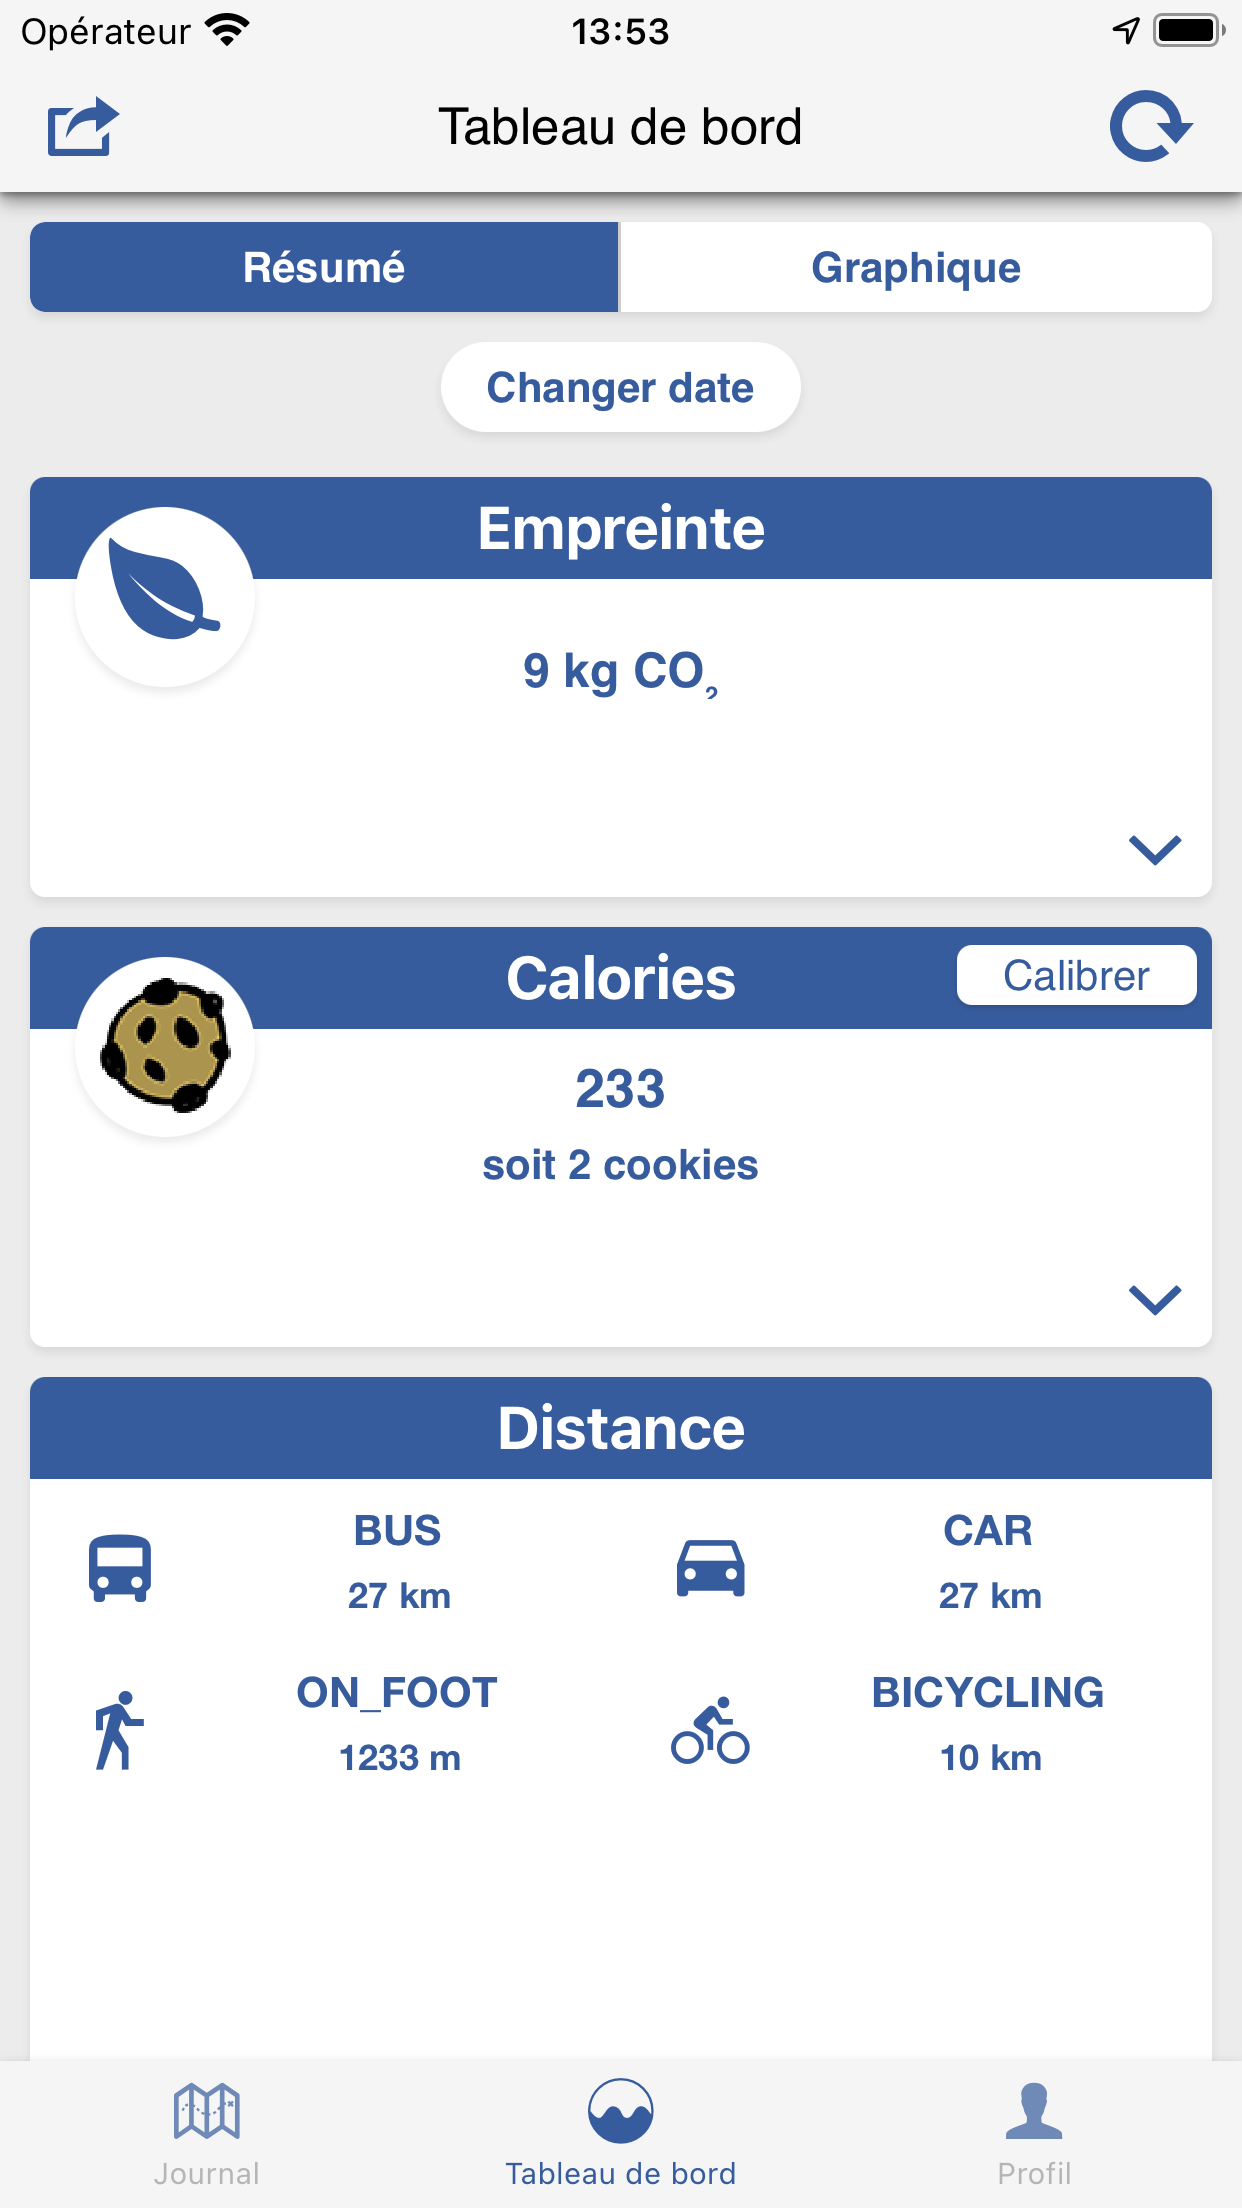 Opérateur 13:53
Tableau de bord
Résumé Graphique
Changer date
Empreinte
9 kg CO₂
Calories Calibrer
233
soit 2 cookies
Distance
BUS CAR
27 km 27 km
ON_FOOT BICYCLING
1233 m 10 km
Journal Tableau de bord Profil